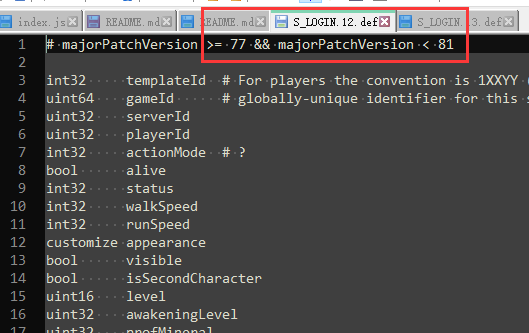 index.js README.md README.md S_LOGIN.12.def S_LOGIN. 3.def
1 # majorPatchVersion >= 77 && majorPatchVersion < 81
2
3 int32 templateId # For players the convention is 1XXYY
4 uint64 gameId # globally-unique identifier for this
5 uint32 serverId
6 uint32 playerId
7 int32 actionMode # ?
8 bool alive
9 int32 status
10 int32 walkSpeed
11 int32 runSpeed
12 customize appearance
13 bool visible
14 bool isSecondCharacter
15 uint16 level
16 uint32 awakeningLevel
17 uint32 profMineral